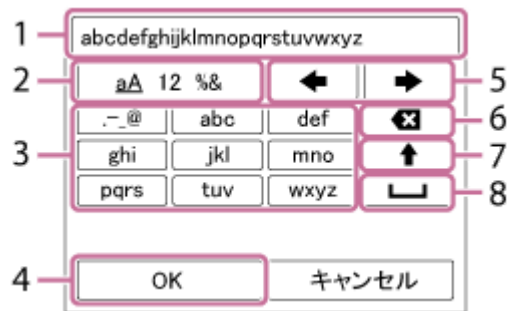 1 abcdefghijklmnopqrstuvwxyz
2 aA 12 %& 5
.-_@ abc def 6
3 ghi jkl mno 7
pqrs tuv wxyz 8
4 OK キャンセル